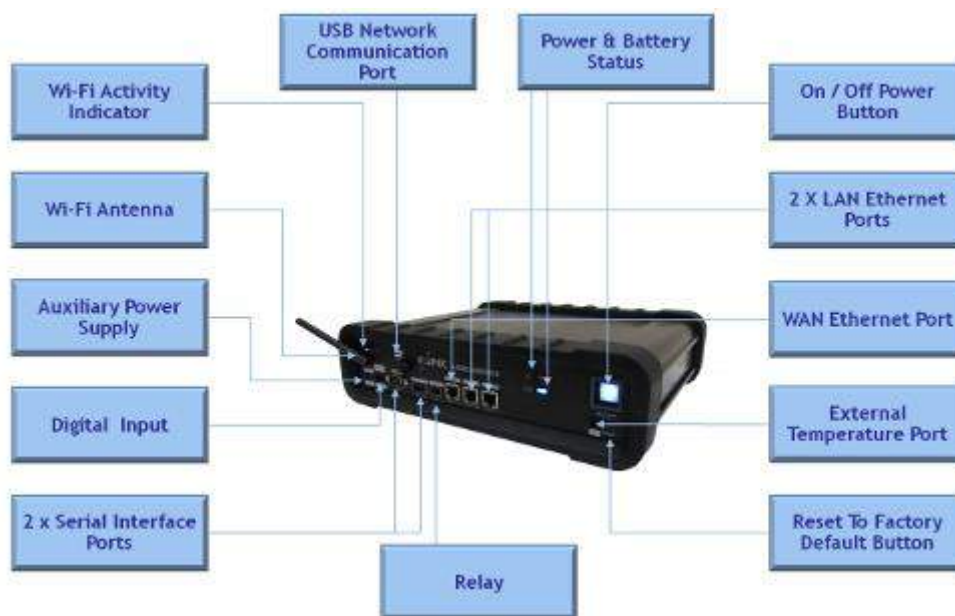 USB Network
Communication
Port
Power & Battery
Status
Wi-Fi Activity
Indicator
On / Off Power
Button
Wi-Fi Antenna
2 X LAN Ethernet
Ports
Auxiliary Power
Supply
WAN Ethernet Port
Digital Input
External
Temperature Port
2 x Serial Interface
Ports
Reset To Factory
Default Button
Relay